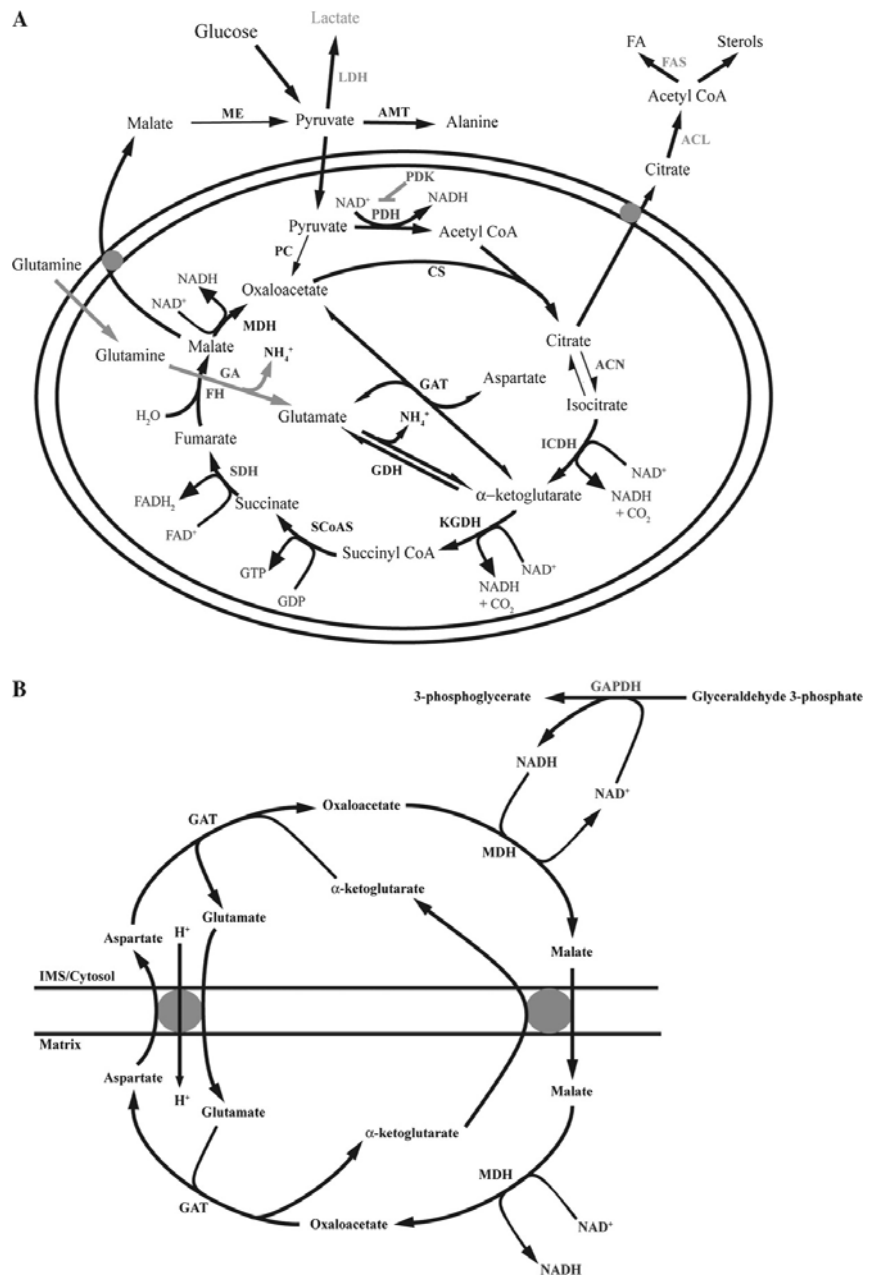 A
Lactate
Glucose
LDH
FA
Sterols
FAS
Acetyl CoA
Malate
ME
Pyruvate
AMT
Alanine
ACL
Citrate
PDK
NAD⁺
NADH
PDH
Pyruvate
Acetyl CoA
PC
Glutamine
NADH
Oxaloacetate
CS
NAD⁺
MDH
Glutamine
Malate
NH₄⁺
Citrate
GA
ACN
FH
GAT
Aspartate
Isocitrate
H₂O
Glutamate
NH₄⁺
Fumarate
ICDH
GDH
NAD⁺
SDH
α−ketoglutarate
NADH
+ CO₂
FADH₂
Succinate
KGDH
SCoAS
FAD⁺
Succinyl CoA
GTP
NADH
+ CO₂
NAD⁺
GDP
B
GAPDH
3-phosphoglycerate
Glyceraldehyde 3-phosphate
NADH
NAD⁺
Oxaloacetate
GAT
MDH
α-ketoglutarate
Glutamate
Aspartate
H⁺
Malate
IMS/Cytosol
Matrix
Aspartate
H⁺
Glutamate
Malate
α-ketoglutarate
MDH
GAT
Oxaloacetate
NAD⁺
NADH